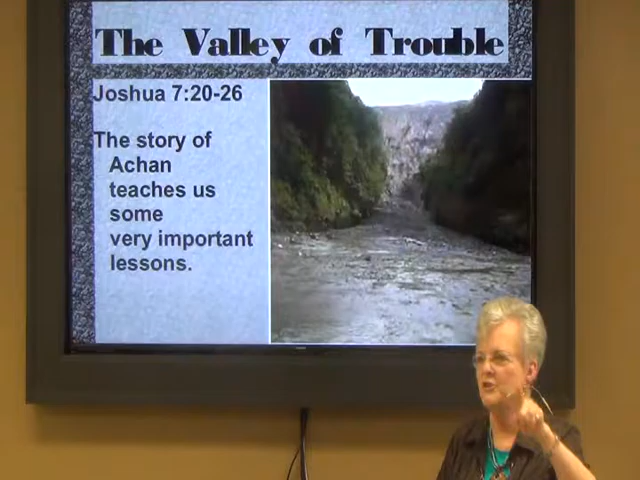 The Valley of Trouble
Joshua 7:20-26
The story of
Achan
teaches us
some
very important
lessons.